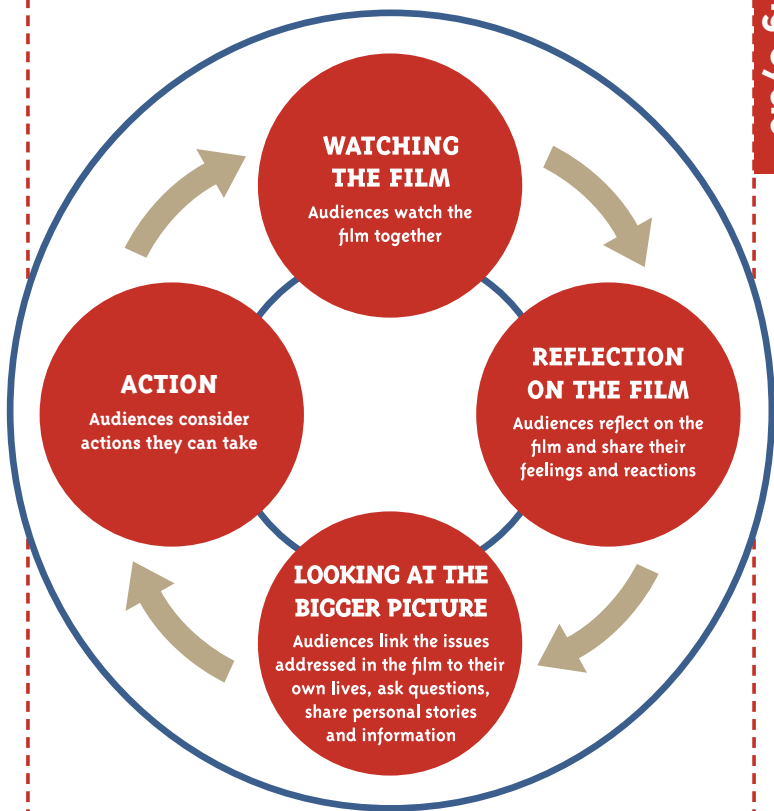 WATCHING
THE FILM
Audiences watch the
film together
REFLECTION
ON THE FILM
Audiences reflect on the
film and share their
feelings and reactions
LOOKING AT THE
BIGGER PICTURE
Audiences link the issues
addressed in the film to their
own lives, ask questions,
share personal stories
and information
ACTION
Audiences consider
actions they can take